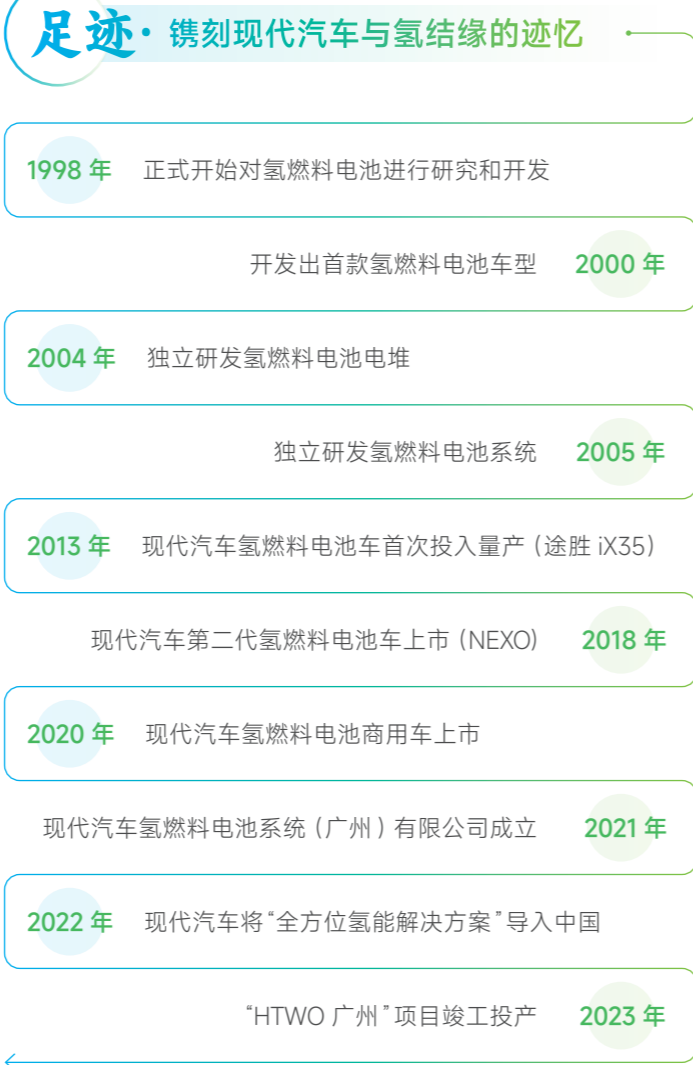 足迹·镌刻现代汽车与氢结缘的迹忆
1998 年 正式开始对氢燃料电池进行研究和开发
开发出首款氢燃料电池车型 2000 年
2004 年 独立研发氢燃料电池电堆
独立研发氢燃料电池系统 2005 年
2013 年 现代汽车氢燃料电池车首次投入量产（途胜 iX35）
现代汽车第二代氢燃料电池车上市（NEXO） 2018 年
2020 年 现代汽车氢燃料电池商用车上市
现代汽车氢燃料电池系统（广州）有限公司成立 2021 年
2022 年 现代汽车将“全方位氢能解决方案”导入中国
“HTWO 广州”项目竣工投产 2023 年